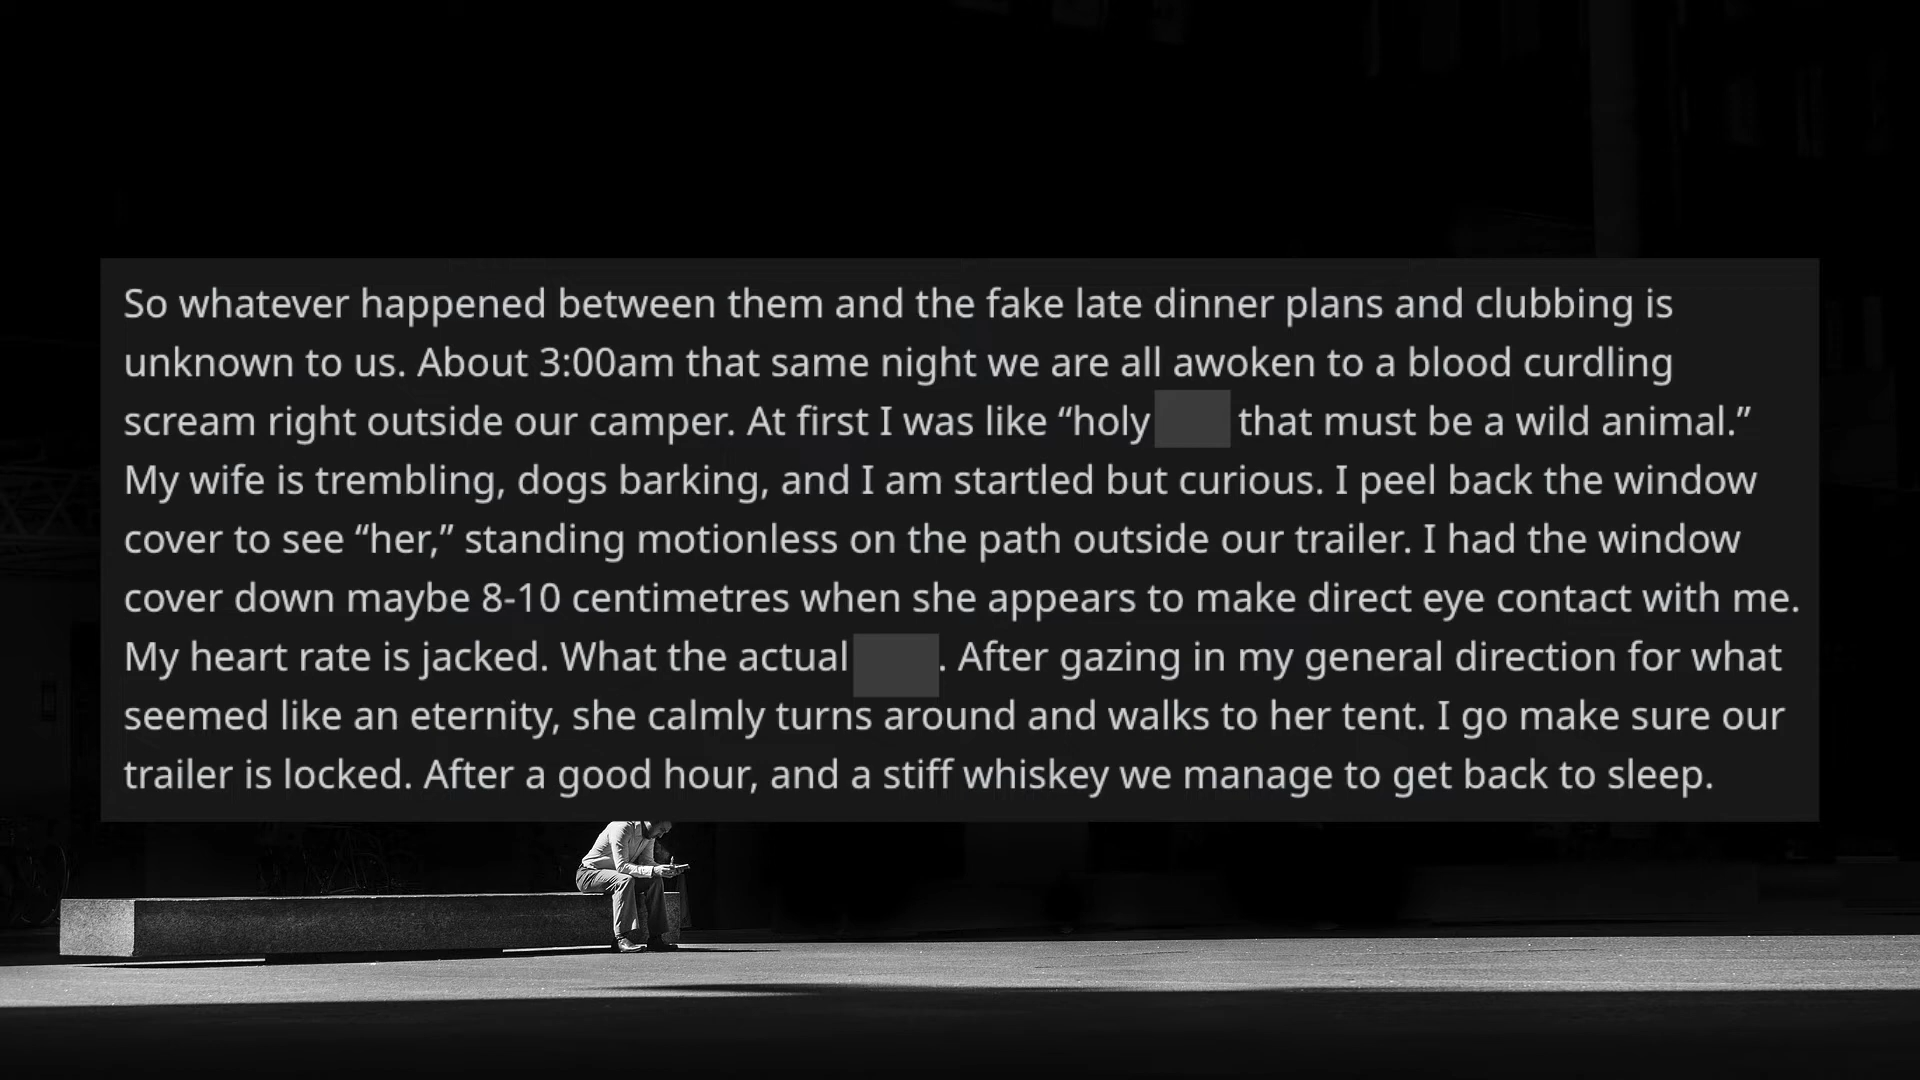 So whatever happened between them and the fake late dinner plans and clubbing is
unknown to us. About 3:00am that same night we are all awoken to a blood curdling
scream right outside our camper. At first I was like “holy that must be a wild animal.”
My wife is trembling, dogs barking, and I am startled but curious. I peel back the window
cover to see “her,” standing motionless on the path outside our trailer. I had the window
cover down maybe 8-10 centimetres when she appears to make direct eye contact with me.
My heart rate is jacked. What the actual . After gazing in my general direction for what
seemed like an eternity, she calmly turns around and walks to her tent. I go make sure our
trailer is locked. After a good hour, and a stiff whiskey we manage to get back to sleep.